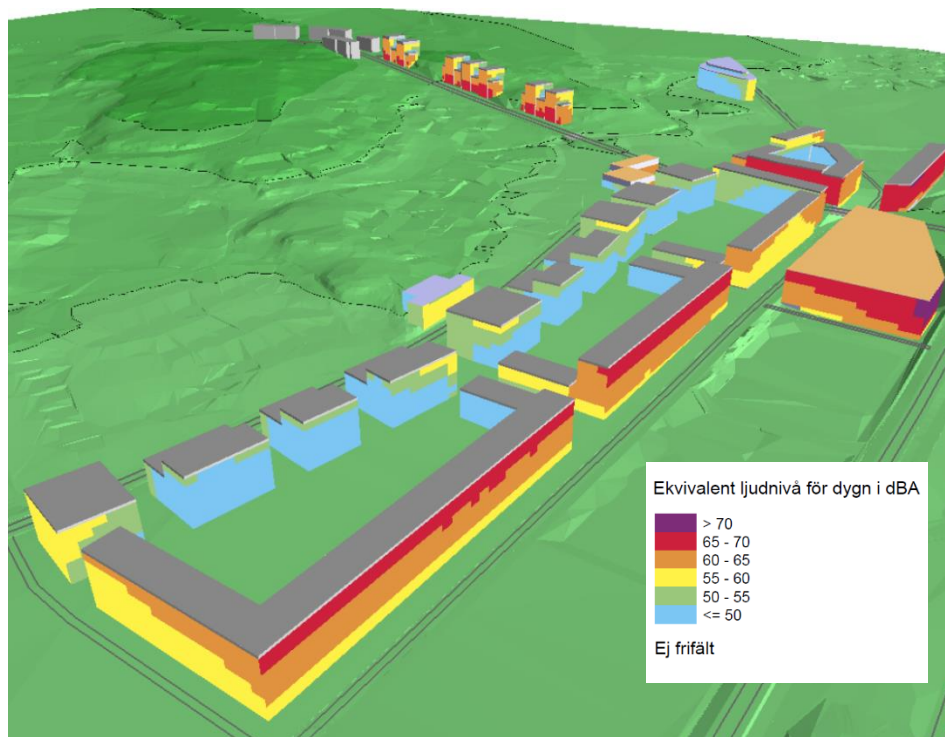 Ekvivalent ljudnivå för dygn i dBA
> 70
65 - 70
60 - 65
55 - 60
50 - 55
<= 50
Ej frifält